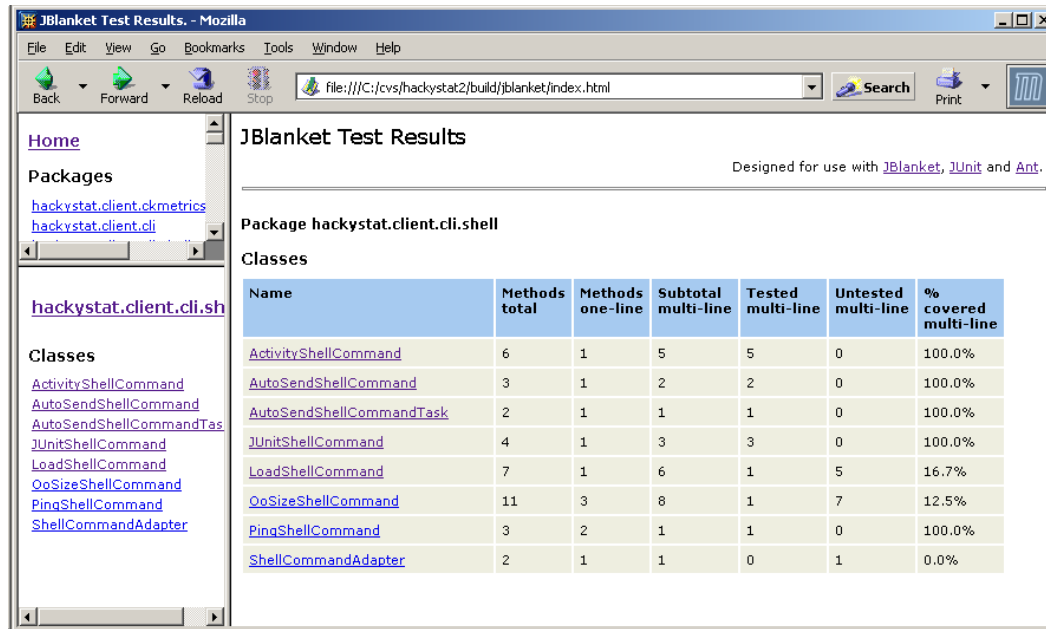 JBlanket Test Results. - Mozilla
File Edit View Go Bookmarks Tools Window Help
Back Forward Reload Stop file:///C:/cvs/hackystat2/build/jblanket/index.html Search Print
Home
Packages
hackystat.client.ckmetrics
hackystat.client.cli
hackystat.client.cli.sh
Classes
ActivityShellCommand
AutoSendShellCommand
AutoSendShellCommandTas
JUnitShellCommand
LoadShellCommand
OoSizeShellCommand
PingShellCommand
ShellCommandAdapter
JBlanket Test Results
Designed for use with JBlanket, JUnit and Ant.
Package hackystat.client.cli.shell
Classes
Name Methods total Methods one-line Subtotal multi-line Tested multi-line Untested multi-line % covered multi-line
ActivityShellCommand 6 1 5 5 0 100.0%
AutoSendShellCommand 3 1 2 2 0 100.0%
AutoSendShellCommandTask 2 1 1 1 0 100.0%
JUnitShellCommand 4 1 3 3 0 100.0%
LoadShellCommand 7 1 6 1 5 16.7%
OoSizeShellCommand 11 3 8 1 7 12.5%
PingShellCommand 3 2 1 1 0 100.0%
ShellCommandAdapter 2 1 1 0 1 0.0%